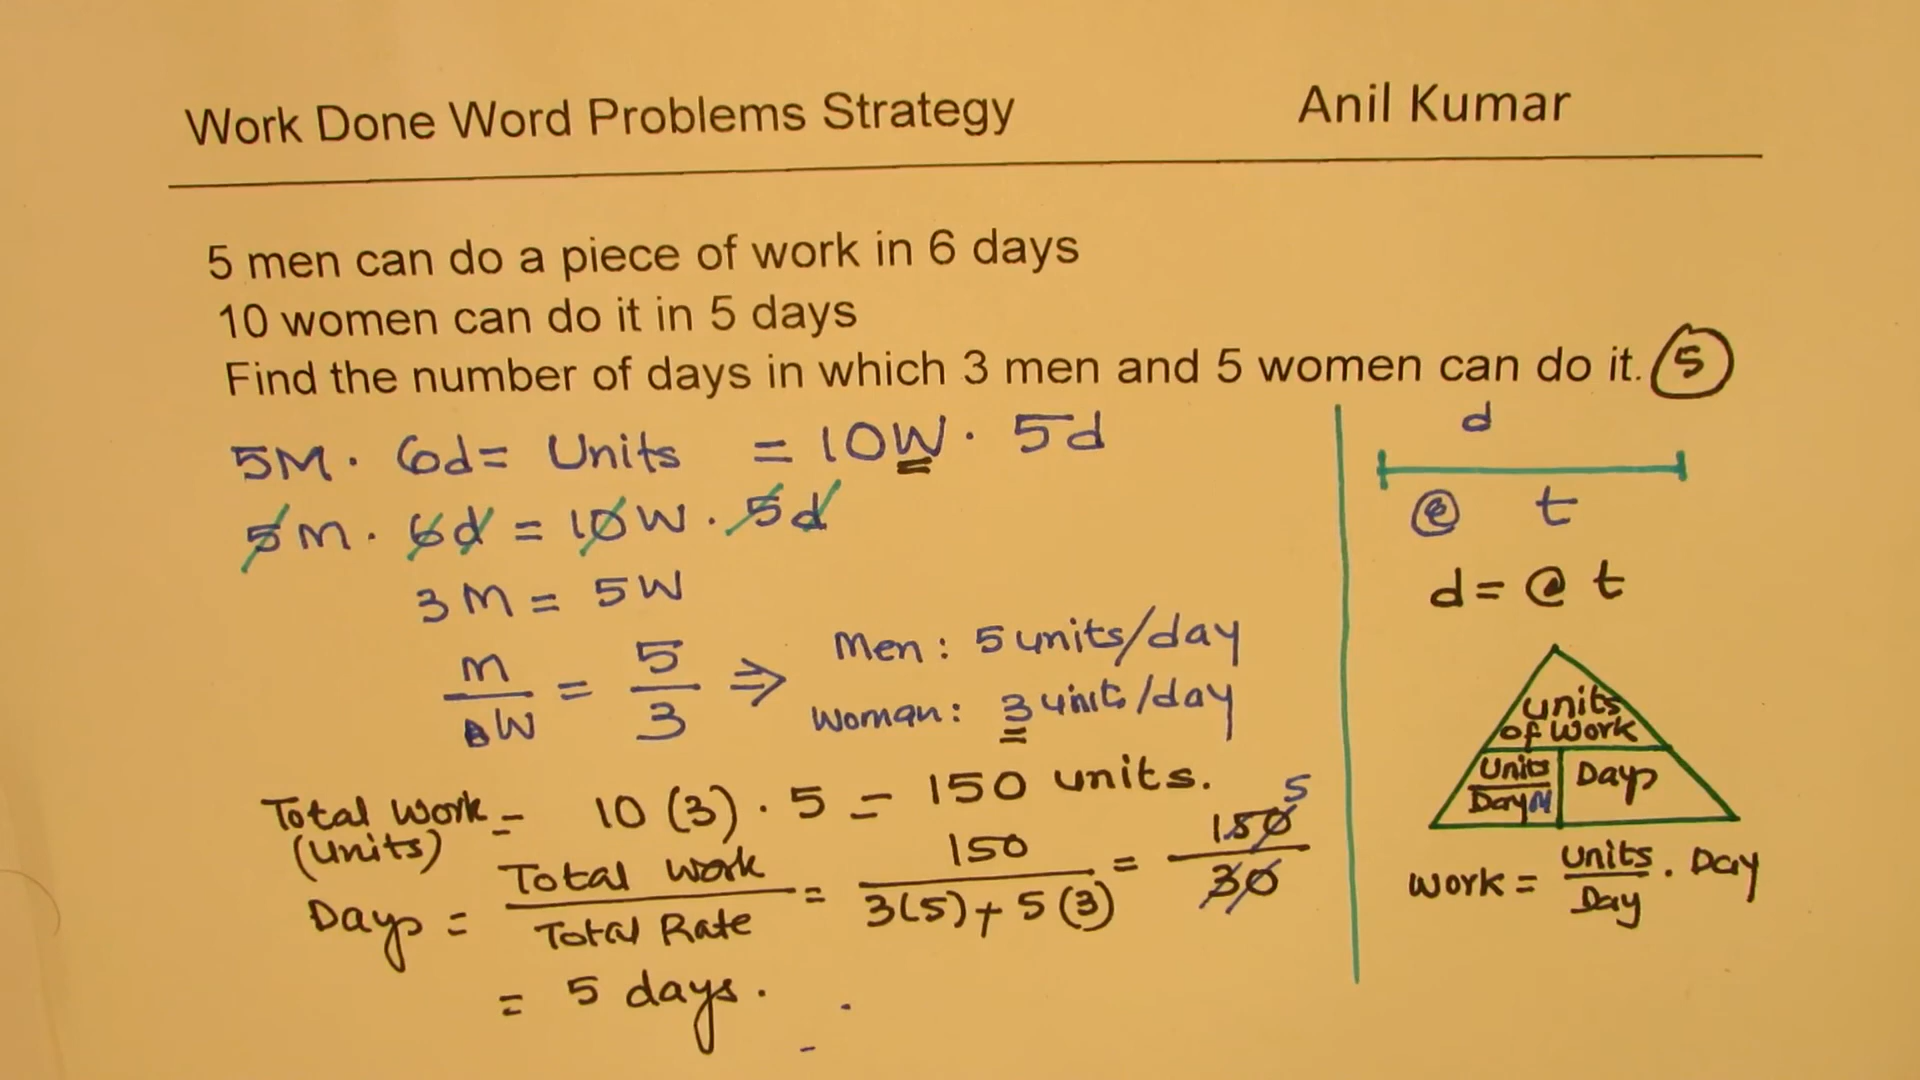 Work Done Word Problems Strategy Anil Kumar
5 men can do a piece of work in 6 days
10 women can do it in 5 days
Find the number of days in which 3 men and 5 women can do it. 5
5M · 6d = Units = 10W · 5d
5m · 6d = 10W · 5d
3M = 5W
m/W = 5/3 ⇒ Men: 5 units/day
Woman: 3 units/day
Total Work (Units) = 10(3) · 5 = 150 units.
Days = Total Work/Total Rate = 150/3(5)+5(3) = 150/30 5
= 5 days.
d
t
d = @ t
Units
of Work
Units/Day M Days
Work = Units/Day · Day